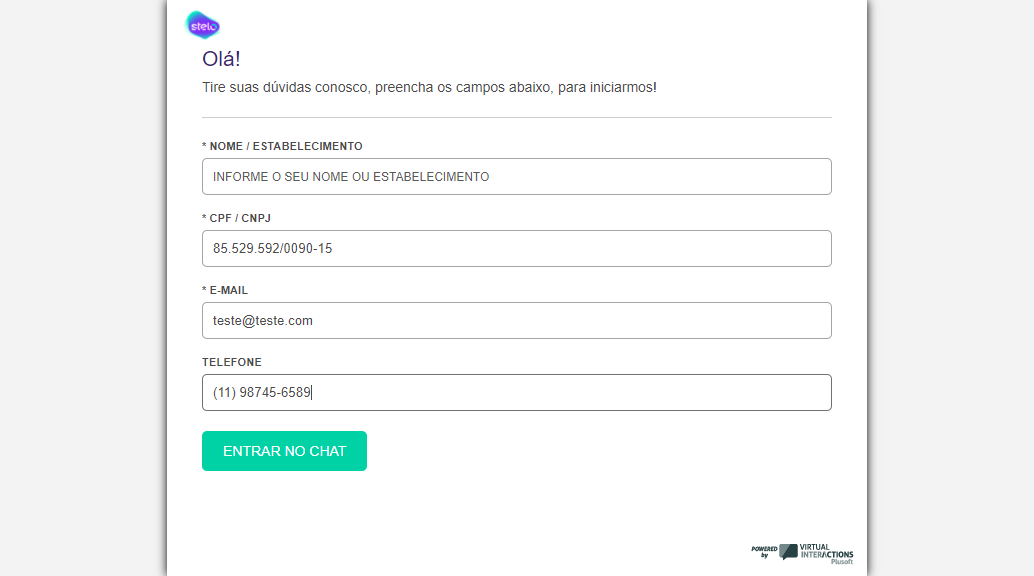 stelo
Olá!
Tire suas dúvidas conosco, preencha os campos abaixo, para iniciarmos!
* NOME / ESTABELECIMENTO
INFORME O SEU NOME OU ESTABELECIMENTO
* CPF / CNPJ
85.529.592/0090-15
* E-MAIL
teste@teste.com
TELEFONE
(11) 98745-6589
ENTRAR NO CHAT
POWERED by VIRTUAL INTERACTIONS
Plusoft